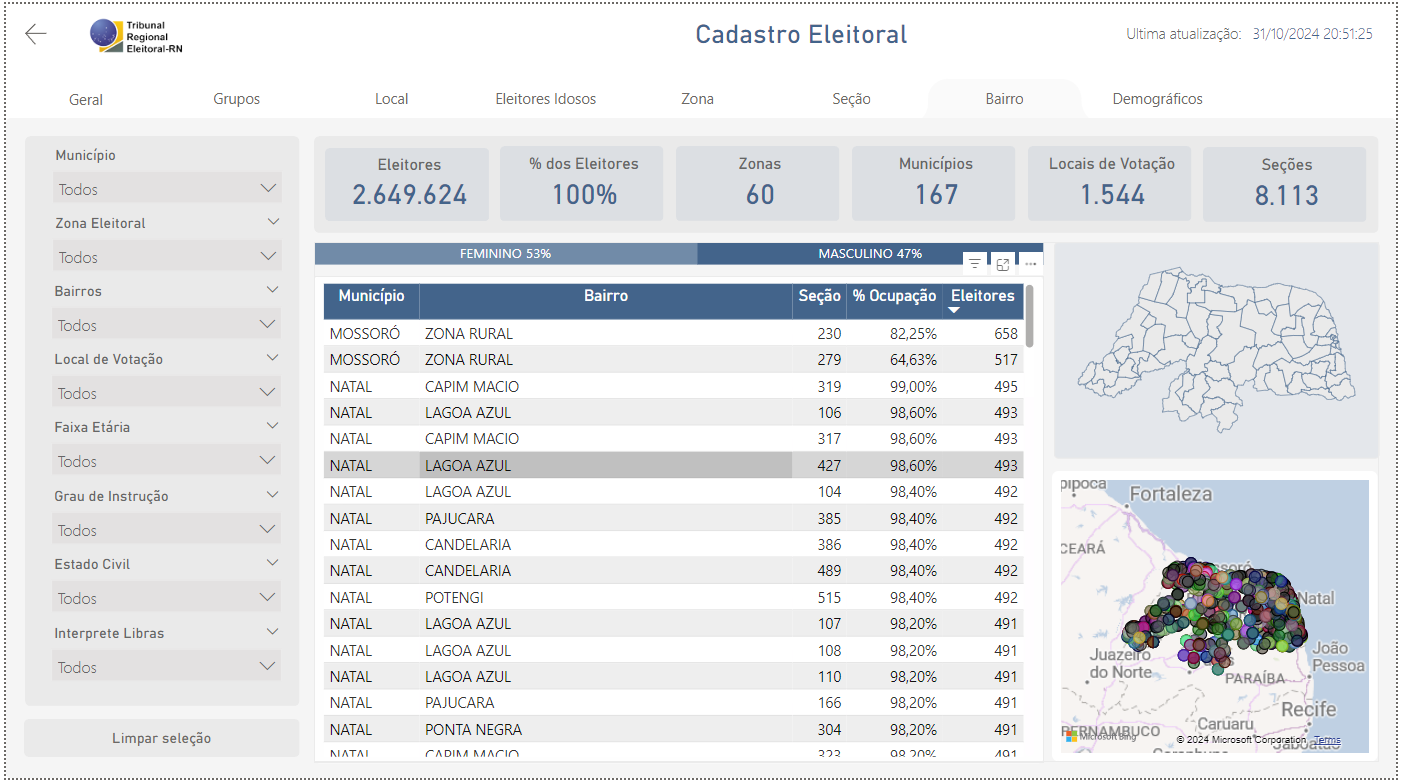 Tribunal
Regional
Eleitoral-RN
Cadastro Eleitoral
Ultima atualização: 31/10/2024 20:51:25
Geral Grupos Local Eleitores Idosos Zona Seção Bairro Demográficos
Município
Todos
Zona Eleitoral
Todos
Bairros
Todos
Local de Votação
Todos
Faixa Etária
Todos
Grau de Instrução
Todos
Estado Civil
Todos
Interprete Libras
Todos
Limpar seleção
Eleitores
2.649.624
% dos Eleitores
100%
Zonas
60
Municípios
167
Locais de Votação
1.544
Seções
8.113
FEMININO 53% MASCULINO 47%
Município Bairro Seção % Ocupação Eleitores
MOSSORÓ ZONA RURAL 230 82,25% 658
MOSSORÓ ZONA RURAL 279 64,63% 517
NATAL CAPIM MACIO 319 99,00% 495
NATAL LAGOA AZUL 106 98,60% 493
NATAL CAPIM MACIO 317 98,60% 493
NATAL LAGOA AZUL 427 98,60% 493
NATAL LAGOA AZUL 104 98,40% 492
NATAL PAJUCARA 385 98,40% 492
NATAL CANDELARIA 386 98,40% 492
NATAL CANDELARIA 489 98,40% 492
NATAL POTENGI 515 98,40% 492
NATAL LAGOA AZUL 107 98,20% 491
NATAL LAGOA AZUL 108 98,20% 491
NATAL LAGOA AZUL 110 98,20% 491
NATAL PAJUCARA 166 98,20% 491
NATAL PONTA NEGRA 304 98,20% 491
NATAL CAPIM MACIO 323 98,20% 491
pipoca
Fortaleza
CEARÁ
ssoró
Natal
Juazeiro
do Norte
João
Pessoa
PARAÍBA
Recife
PERNAMBUCO
Caruaru
Microsoft Bing
© 2024 Microsoft Corporation Terms
Jaboatão